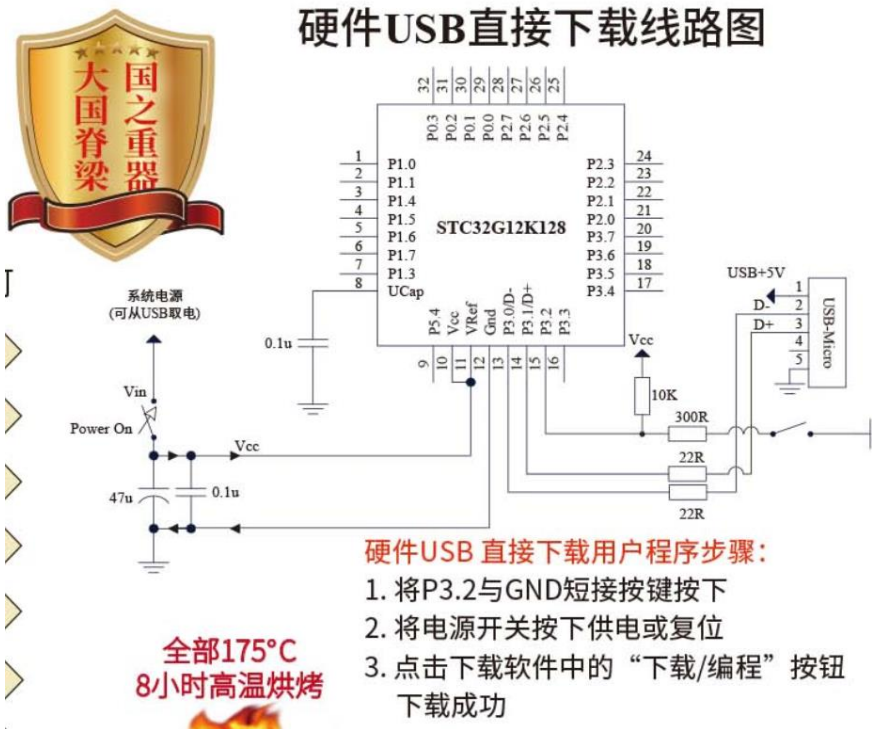 硬件USB直接下载线路图
大国脊梁
国之重器
32
31
30
29
28
27
26
25
P0.3
P0.2
P0.1
P0.0
P2.7
P2.6
P2.5
P2.4
1 P1.0
2 P1.1
3 P1.4
4 P1.5
5 P1.6
6 P1.7
7 P1.3
8 UCap
STC32G12K128
P2.3 24
P2.2 23
P2.1 22
P2.0 21
P3.7 20
P3.6 19
P3.5 18
P3.4 17
P5.4
Vcc
VRef
Gnd
P3.0/D-
P3.1/D+
P3.2
P3.3
9
10
11
12
13
14
15
16
系统电源
(可从USB取电)
0.1u
Vin
Power On
Vcc
47u
0.1u
Vcc
10K
300R
22R
22R
USB+5V
D-
D+
1
2
3
4
5
USB-Micro
硬件USB 直接下载用户程序步骤：
1. 将P3.2与GND短接按键按下
2. 将电源开关按下供电或复位
3. 点击下载软件中的“下载/编程”按钮
下载成功
全部175°C
8小时高温烘烤